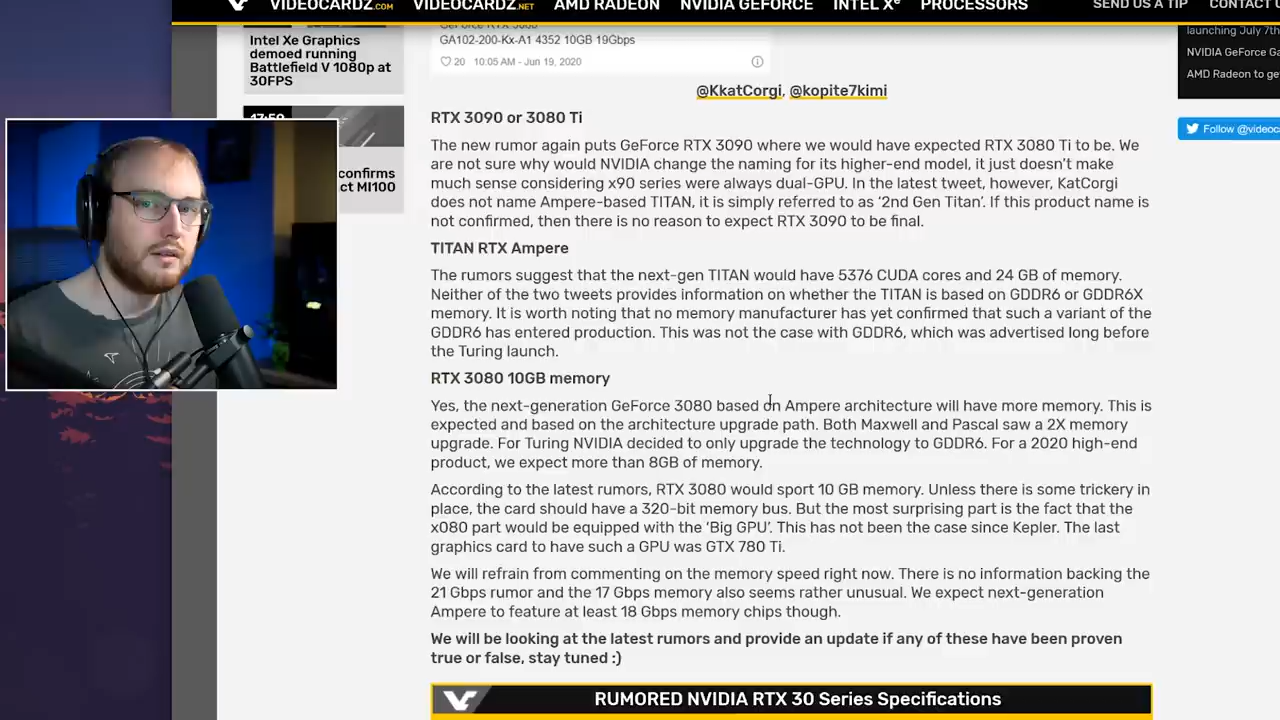 VIDEOCARDZ.COM VIDEOCARDZ.NET AMD RADEON NVIDIA GEFORCE INTEL Xe PROCESSORS SEND US A TIP CONTACT
launching July 7th
NVIDIA GeForce
AMD Radeon to
Follow
Intel Xe Graphics
demoed running
Battlefield V 1080p at
30FPS
17:50
confirms
MI100
GA102-200-Kx-A1 4352 10GB 19Gbps
20 10:05 AM - Jun 19, 2020
@KkatCorgi, @kopite7kimi
RTX 3090 or 3080 Ti
The new rumor again puts GeForce RTX 3090 where we would have expected RTX 3080 Ti to be. We
are not sure why would NVIDIA change the naming for its higher-end model, it just doesn't make
much sense considering x90 series were always dual-GPU. In the latest tweet, however, KatCorgi
does not name Ampere-based TITAN, it is simply referred to as '2nd Gen Titan'. If this product name is
not confirmed, then there is no reason to expect RTX 3090 to be final.
TITAN RTX Ampere
The rumors suggest that the next-gen TITAN would have 5376 CUDA cores and 24 GB of memory.
Neither of the two tweets provides information on whether the TITAN is based on GDDR6 or GDDR6X
memory. It is worth noting that no memory manufacturer has yet confirmed that such a variant of the
GDDR6 has entered production. This was not the case with GDDR6, which was advertised long before
the Turing launch.
RTX 3080 10GB memory
Yes, the next-generation GeForce 3080 based on Ampere architecture will have more memory. This is
expected and based on the architecture upgrade path. Both Maxwell and Pascal saw a 2X memory
upgrade. For Turing NVIDIA decided to only upgrade the technology to GDDR6. For a 2020 high-end
product, we expect more than 8GB of memory.
According to the latest rumors, RTX 3080 would sport 10 GB memory. Unless there is some trickery in
place, the card should have a 320-bit memory bus. But the most surprising part is the fact that the
x080 part would be equipped with the 'Big GPU'. This has not been the case since Kepler. The last
graphics card to have such a GPU was GTX 780 Ti.
We will refrain from commenting on the memory speed right now. There is no information backing the
21 Gbps rumor and the 17 Gbps memory also seems rather unusual. We expect next-generation
Ampere to feature at least 18 Gbps memory chips though.
We will be looking at the latest rumors and provide an update if any of these have been proven
true or false, stay tuned :)
RUMORED NVIDIA RTX 30 Series Specifications